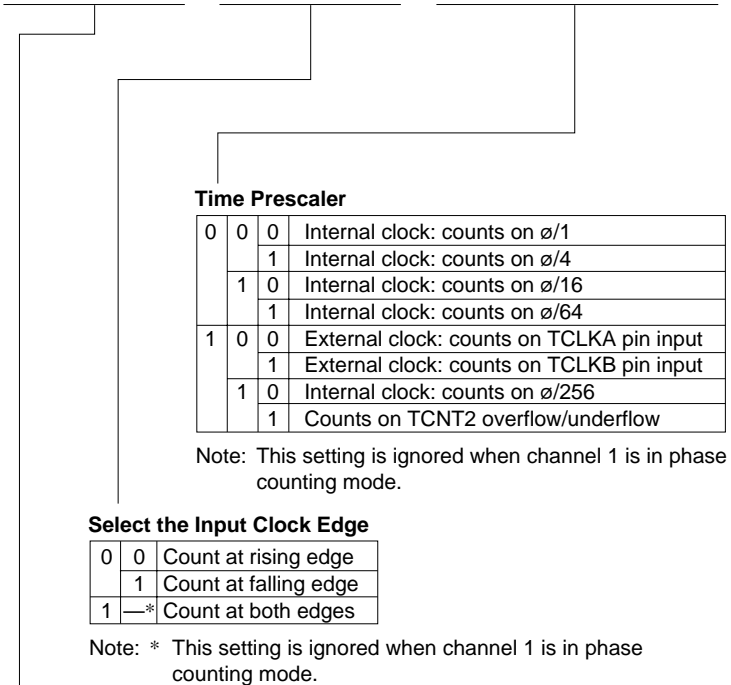 Time Prescaler
0 0 0 Internal clock: counts on ø/1
1 Internal clock: counts on ø/4
1 0 Internal clock: counts on ø/16
1 Internal clock: counts on ø/64
1 0 0 External clock: counts on TCLKA pin input
1 External clock: counts on TCLKB pin input
1 0 Internal clock: counts on ø/256
1 Counts on TCNT2 overflow/underflow
Note: This setting is ignored when channel 1 is in phase
counting mode.
Select the Input Clock Edge
0 0 Count at rising edge
1 Count at falling edge
1 —* Count at both edges
Note: * This setting is ignored when channel 1 is in phase
counting mode.